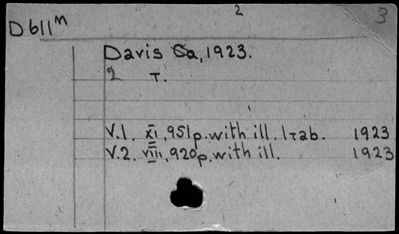 2
3
D611m
Davis Ca, 1923.
2 т.
V.1. XI, 951p. with ill. 1 tab. 1923
V.2. VIII, 920p. with ill. 1923